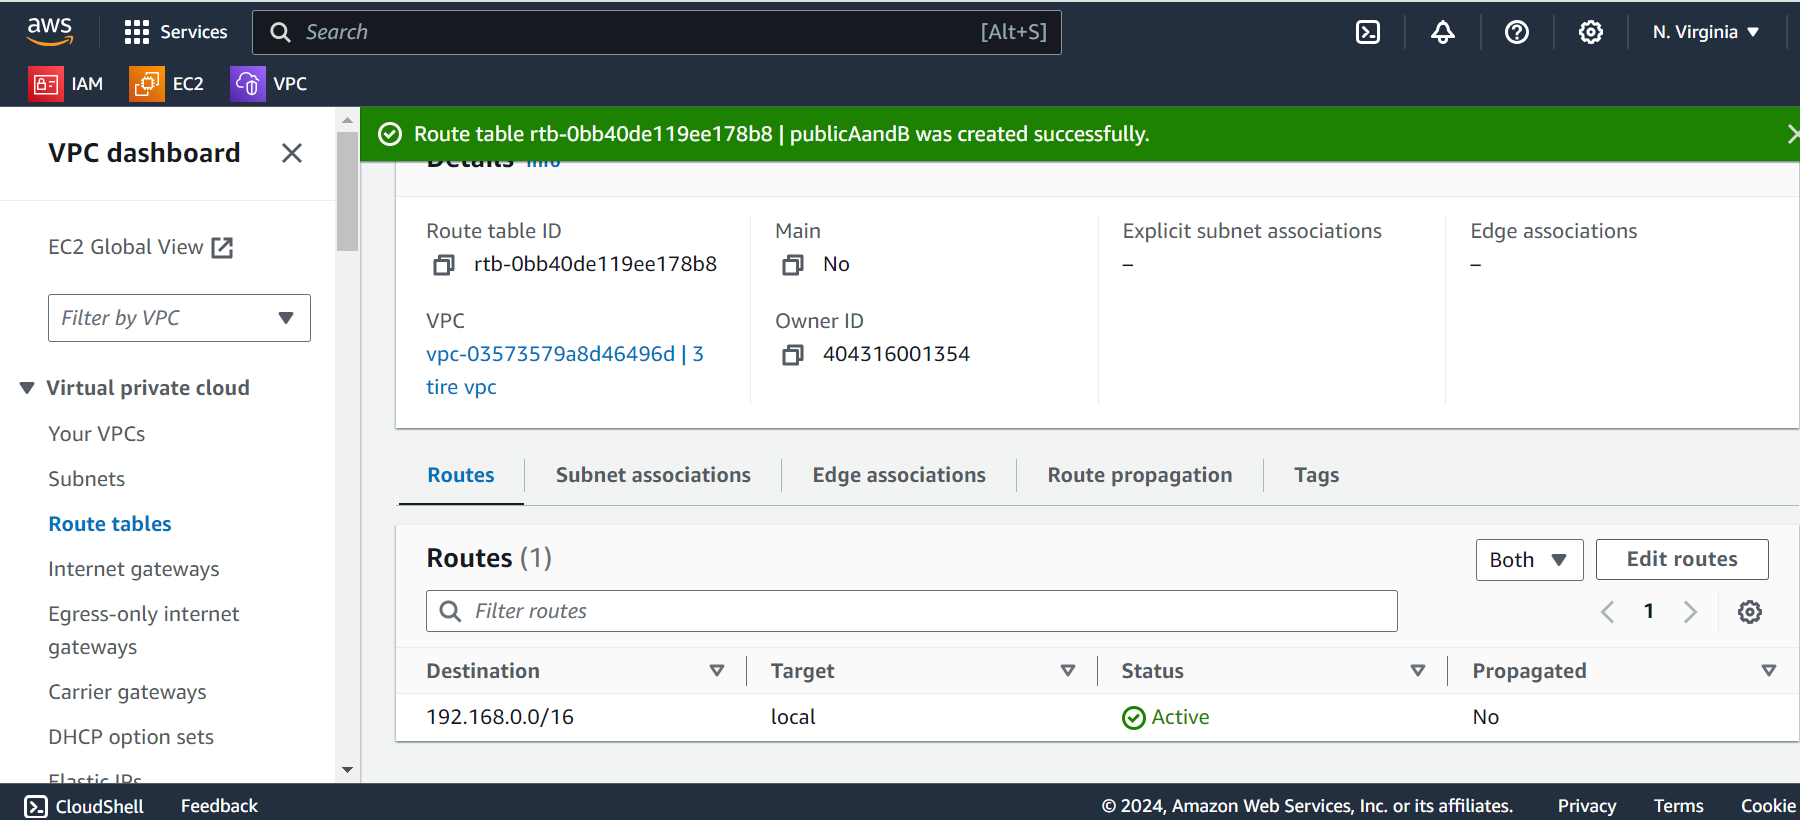 aws
Services
Search
[Alt+S]
N. Virginia
IAM
EC2
VPC
VPC dashboard
Route table rtb-0bb40de119ee178b8 | publicAandB was created successfully.
Details Info
EC2 Global View
Filter by VPC
Virtual private cloud
Your VPCs
Subnets
Route tables
Internet gateways
Egress-only internet
gateways
Carrier gateways
DHCP option sets
Elastic IPs
Route table ID
rtb-0bb40de119ee178b8
Main
No
Explicit subnet associations
–
Edge associations
–
VPC
vpc-03573579a8d46496d | 3
tire vpc
Owner ID
404316001354
Routes
Subnet associations
Edge associations
Route propagation
Tags
Routes (1)
Both
Edit routes
Filter routes
1
Destination
Target
Status
Propagated
192.168.0.0/16
local
Active
No
CloudShell
Feedback
© 2024, Amazon Web Services, Inc. or its affiliates.
Privacy
Terms
Cookie